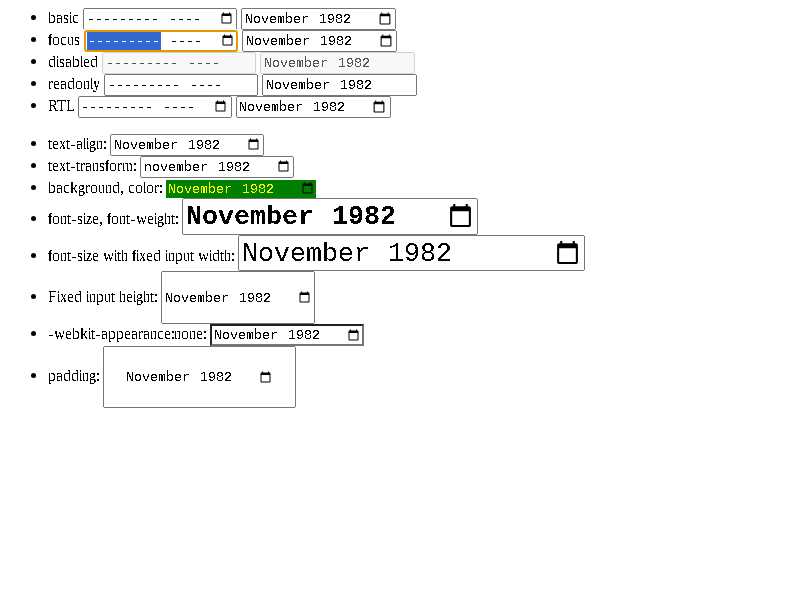 basic --------- ---- November 1982
focus --------- ---- November 1982
disabled --------- ---- November 1982
readonly --------- ---- November 1982
RTL --------- ---- November 1982
text-align: November 1982
text-transform: november 1982
background, color: November 1982
font-size, font-weight: November 1982
font-size with fixed input width: November 1982
Fixed input height: November 1982
-webkit-appearance:none: November 1982
padding: November 1982